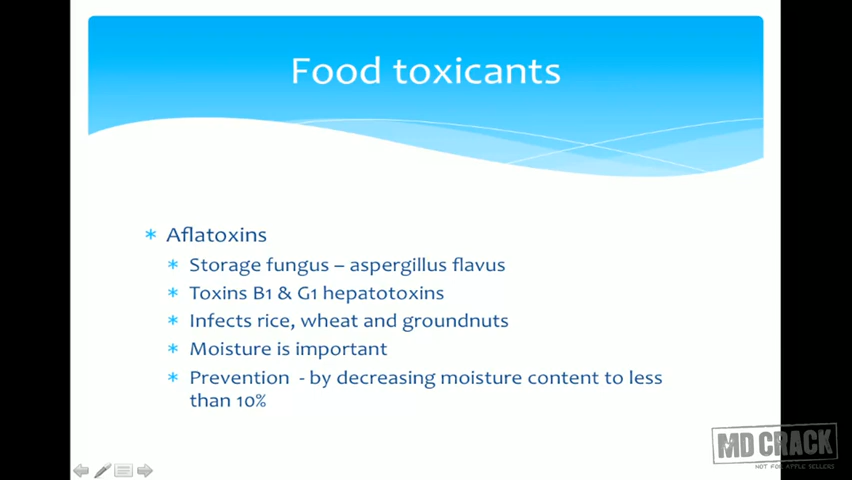 Food toxicants
* Aflatoxins
* Storage fungus – aspergillus flavus
* Toxins B1 & G1 hepatotoxins
* Infects rice, wheat and groundnuts
* Moisture is important
* Prevention - by decreasing moisture content to less
than 10%
MD CRACK
NOT FOR APPLE SELLERS